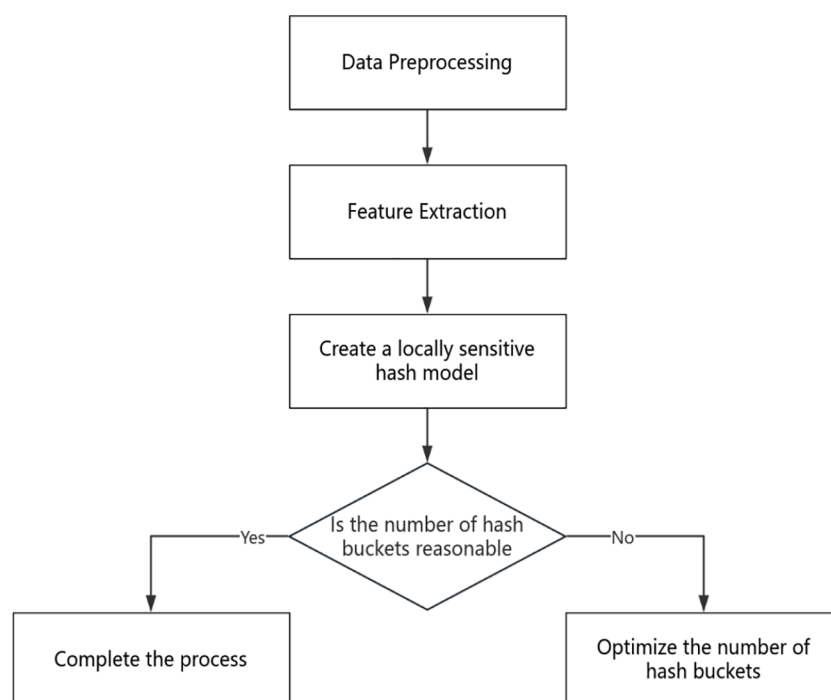 Data Preprocessing
Feature Extraction
Create a locally sensitive
hash model
Is the number of hash
buckets reasonable
Yes
No
Complete the process
Optimize the number of
hash buckets